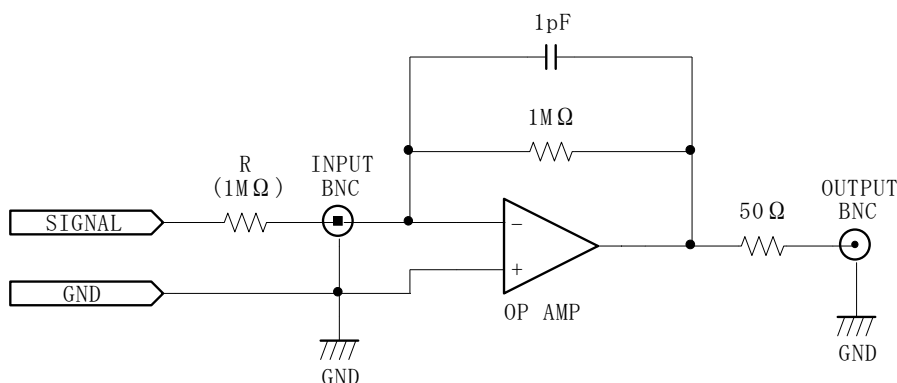 1pF
1MΩ
R
(1MΩ)
INPUT
BNC
SIGNAL
GND
GND
−
+
OP AMP
50Ω
OUTPUT
BNC
GND